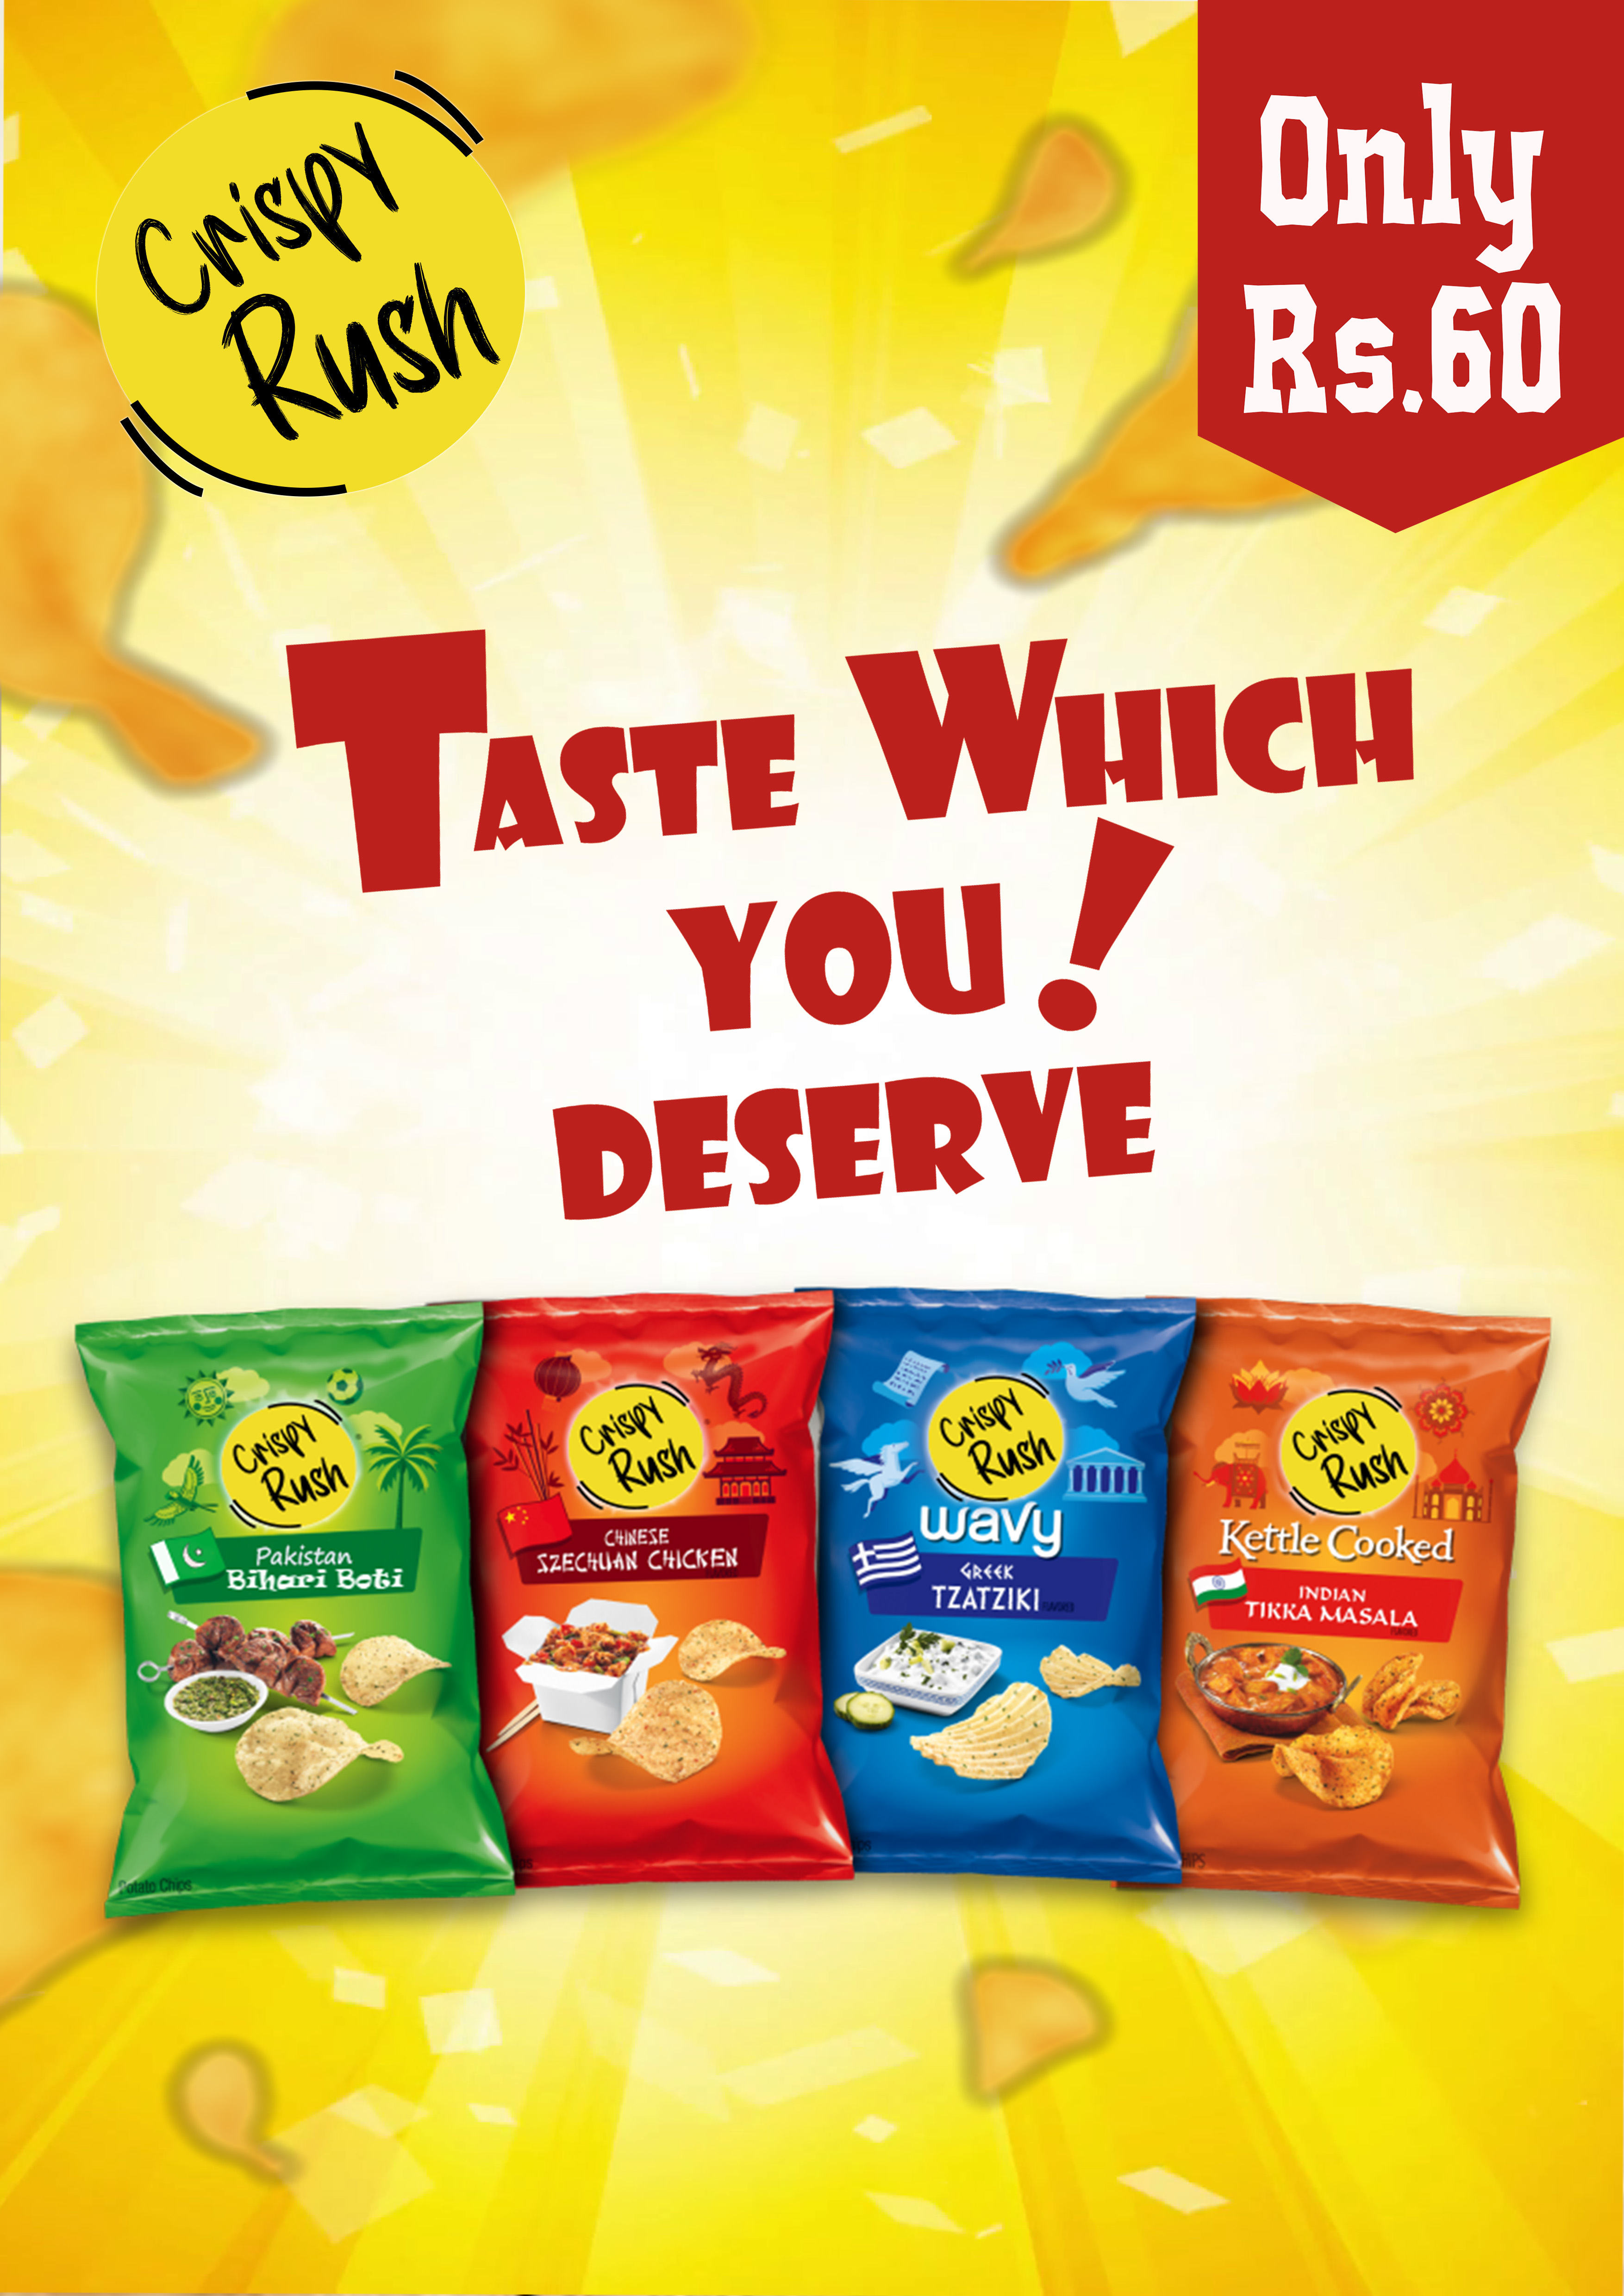 Crispy
Rush
Only
Rs.60
TASTE WHICH
YOU!
DESERVE
Crispy
Rush
Pakistan
Bihari Boti
Potato Chips
Crispy
Rush
CHINESE
SZECHUAN CHICKEN
Crispy
Rush
wavy
GREEK
TZATZIKI
Crispy
Rush
Kettle Cooked
INDIAN
TIKKA MASALA